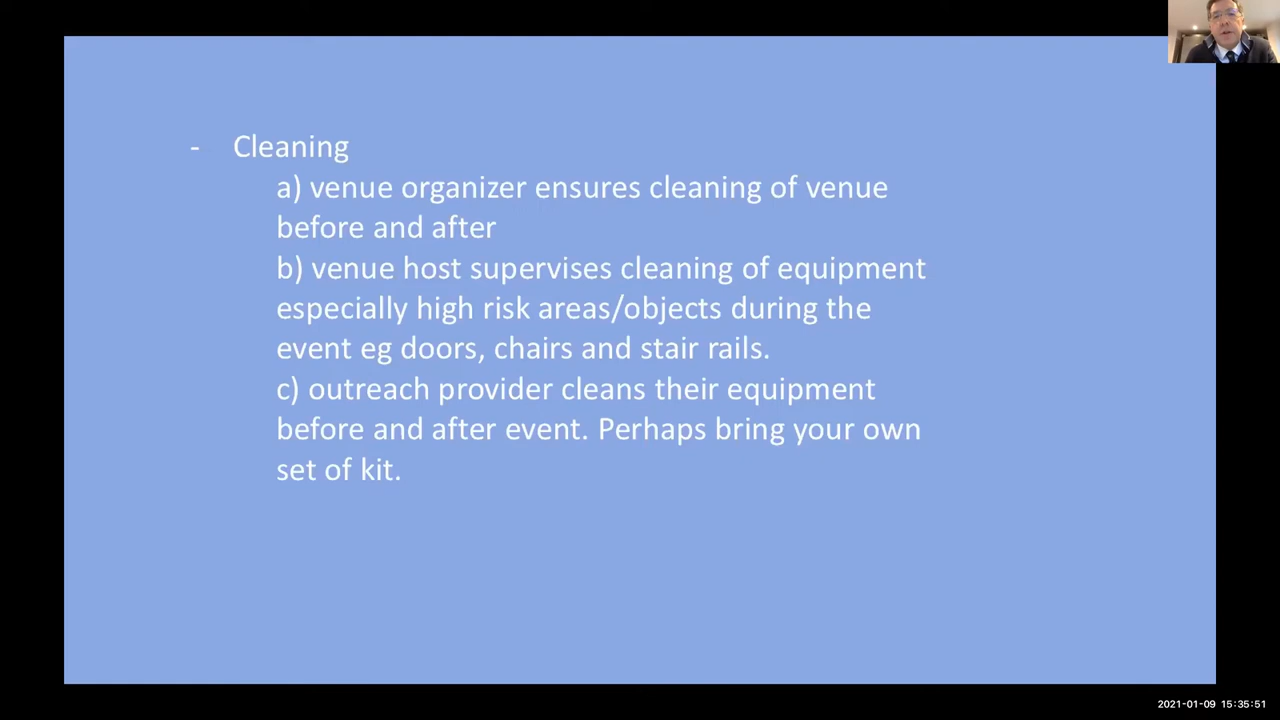 - Cleaning
a) venue organizer ensures cleaning of venue
before and after
b) venue host supervises cleaning of equipment
especially high risk areas/objects during the
event eg doors, chairs and stair rails.
c) outreach provider cleans their equipment
before and after event. Perhaps bring your own
set of kit.
2021-01-09 15:35:51